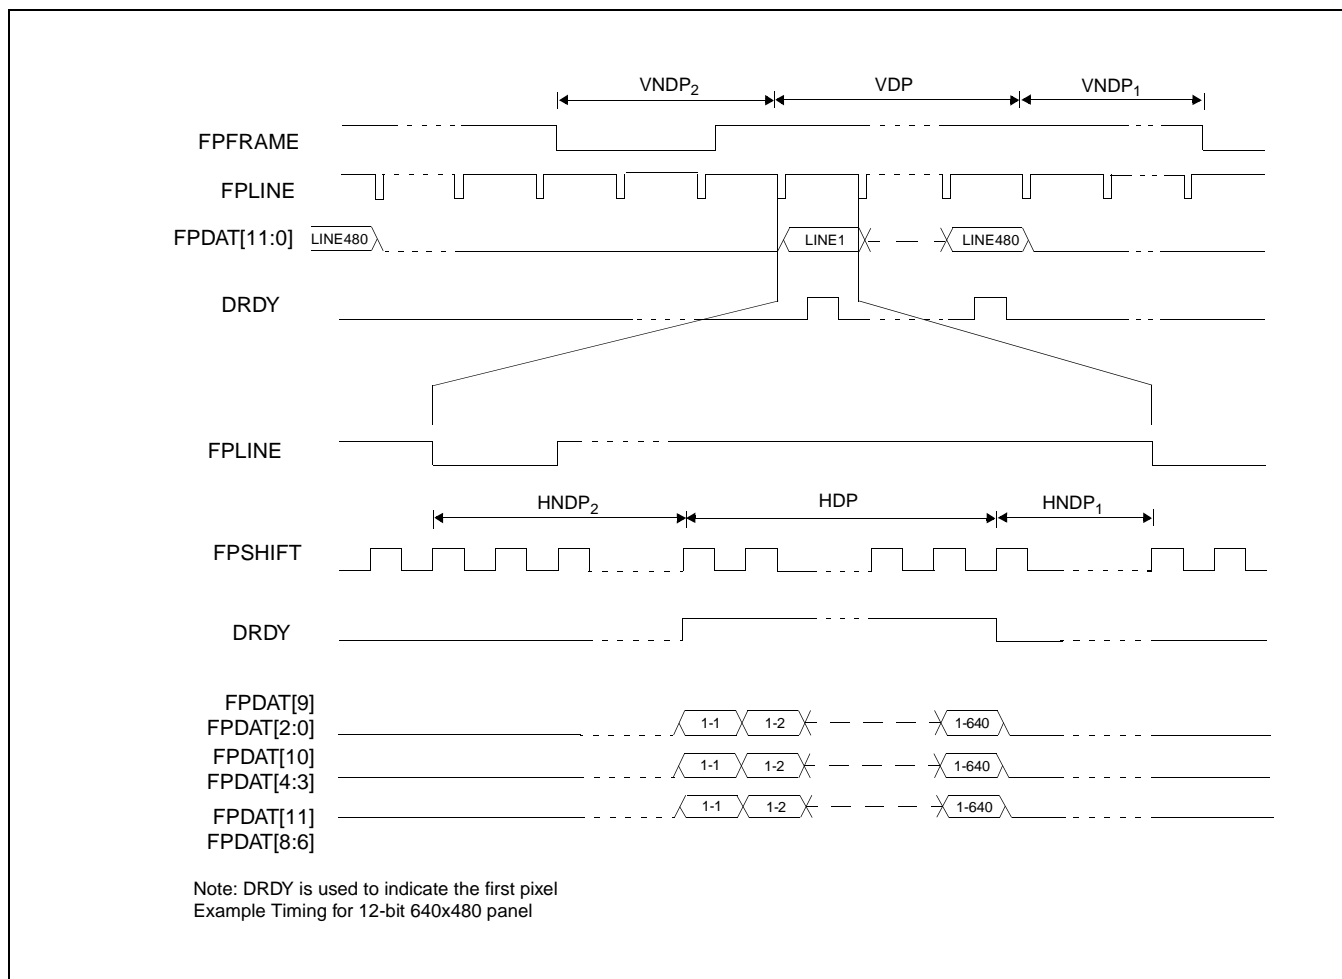 VNDP2 VDP VNDP1
FPFRAME
FPLINE
FPDAT[11:0] LINE480 LINE1 LINE480
DRDY
FPLINE
HNDP2 HDP HNDP1
FPSHIFT
DRDY
FPDAT[9]
FPDAT[2:0] 1-1 1-2 1-640
FPDAT[10]
FPDAT[4:3] 1-1 1-2 1-640
FPDAT[11] 1-1 1-2 1-640
FPDAT[8:6]
Note: DRDY is used to indicate the first pixel
Example Timing for 12-bit 640x480 panel